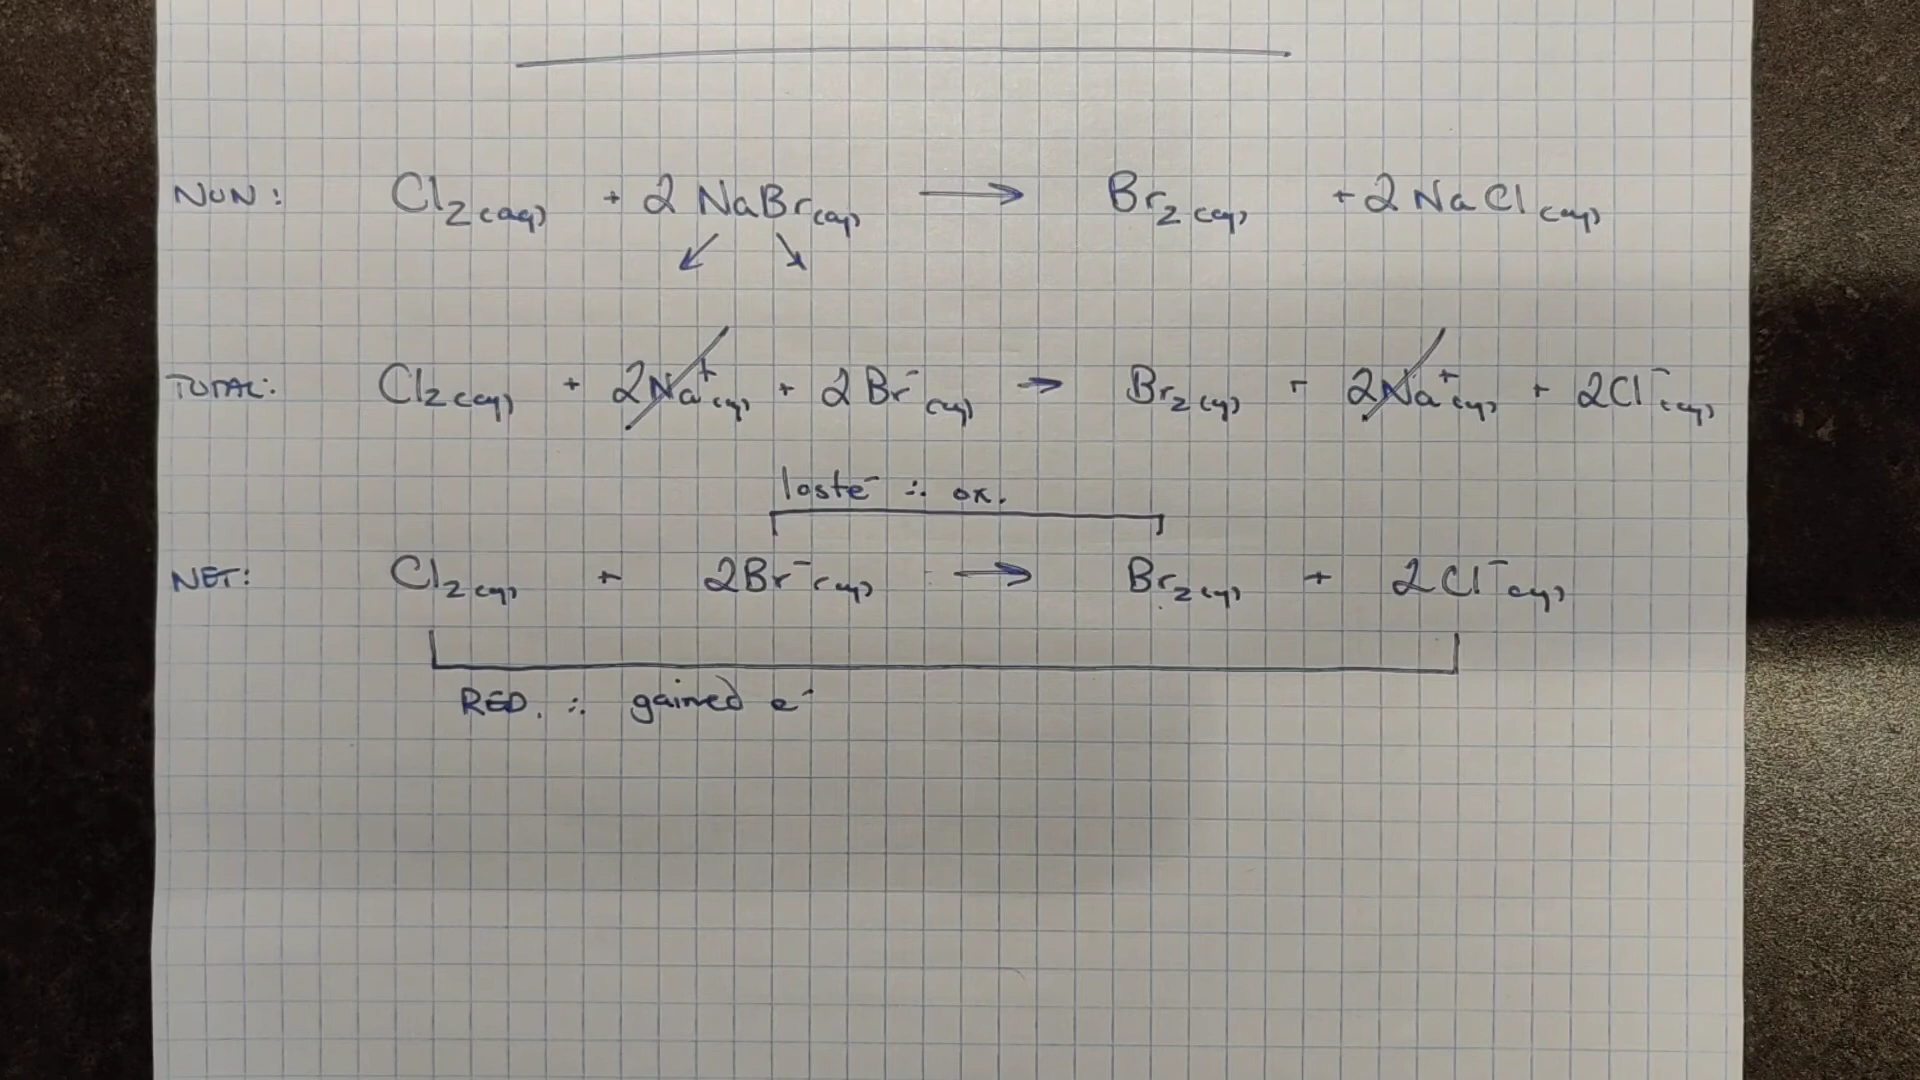 NON: Cl₂(aq) + 2 NaBr(aq) → Br₂(aq) + 2 NaCl(aq)
TOTAL: Cl₂(aq) + 2Na⁺(aq) + 2Br⁻(aq) → Br₂(aq) + 2Na⁺(aq) + 2Cl⁻(aq)
loste⁻ ∴ ox.
NET: Cl₂(aq) + 2Br⁻(aq) → Br₂(aq) + 2Cl⁻(aq)
RED. ∴ gained e⁻